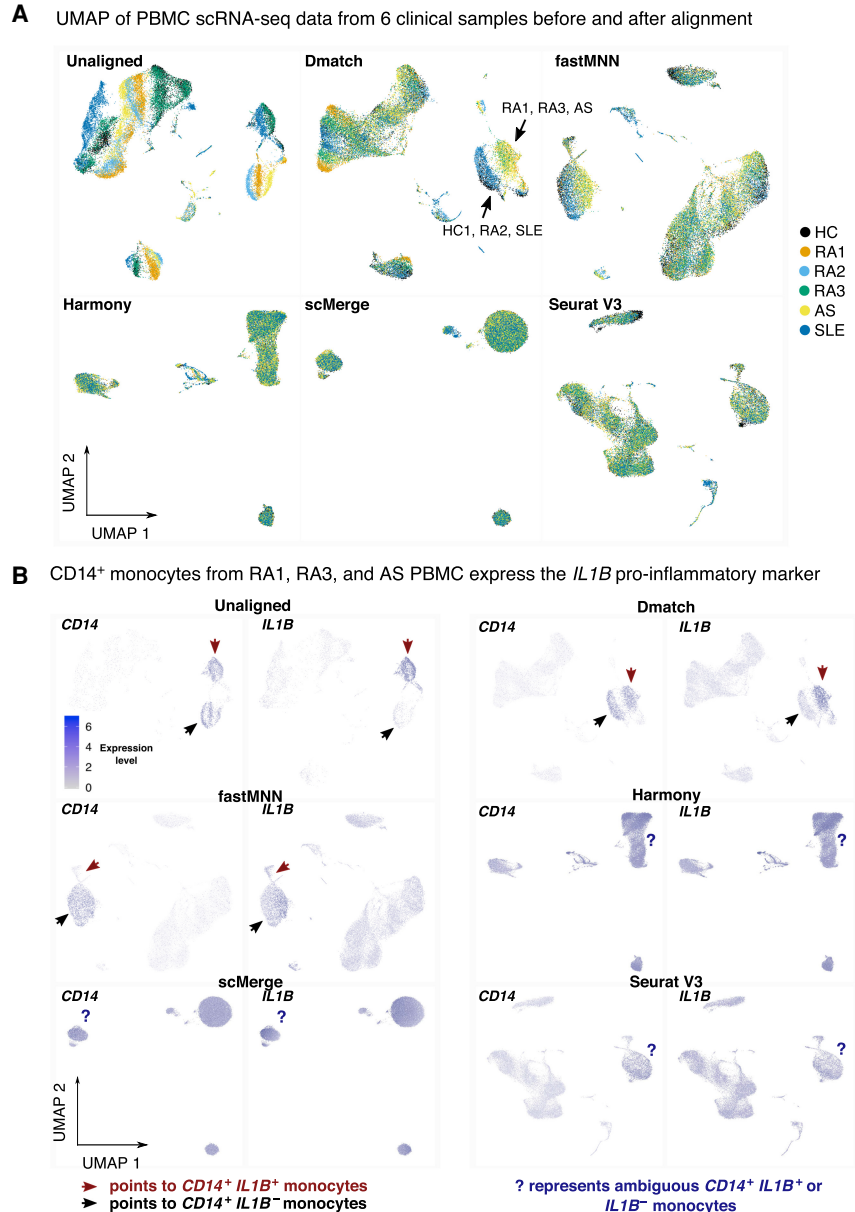 A UMAP of PBMC scRNA-seq data from 6 clinical samples before and after alignment
Unaligned
Dmatch
fastMNN
RA1, RA3, AS
HC1, RA2, SLE
HC
RA1
RA2
RA3
AS
SLE
Harmony
scMerge
Seurat V3
UMAP 2
UMAP 1
B CD14+ monocytes from RA1, RA3, and AS PBMC express the IL1B pro-inflammatory marker
Unaligned
CD14
IL1B
6
4
2
0
Expression
level
Dmatch
CD14
IL1B
fastMNN
CD14
IL1B
Harmony
CD14
IL1B
?
?
scMerge
CD14
IL1B
?
?
Seurat V3
CD14
IL1B
?
?
UMAP 2
UMAP 1
points to CD14+ IL1B+ monocytes
points to CD14+ IL1B− monocytes
? represents ambiguous CD14+ IL1B+ or
IL1B− monocytes